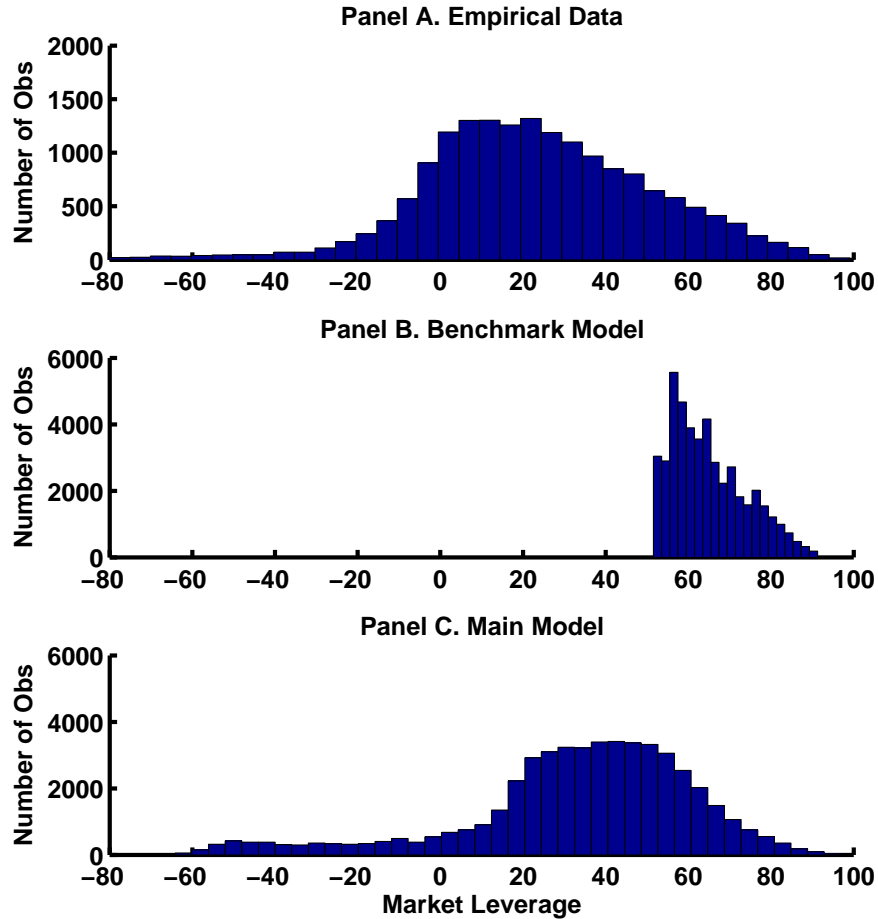 Panel A. Empirical Data
2000
1500
1000
500
0
Number of Obs
−80 −60 −40 −20 0 20 40 60 80 100
Panel B. Benchmark Model
6000
4000
2000
0
Number of Obs
−80 −60 −40 −20 0 20 40 60 80 100
Panel C. Main Model
6000
4000
2000
0
Number of Obs
−80 −60 −40 −20 0 20 40 60 80 100
Market Leverage